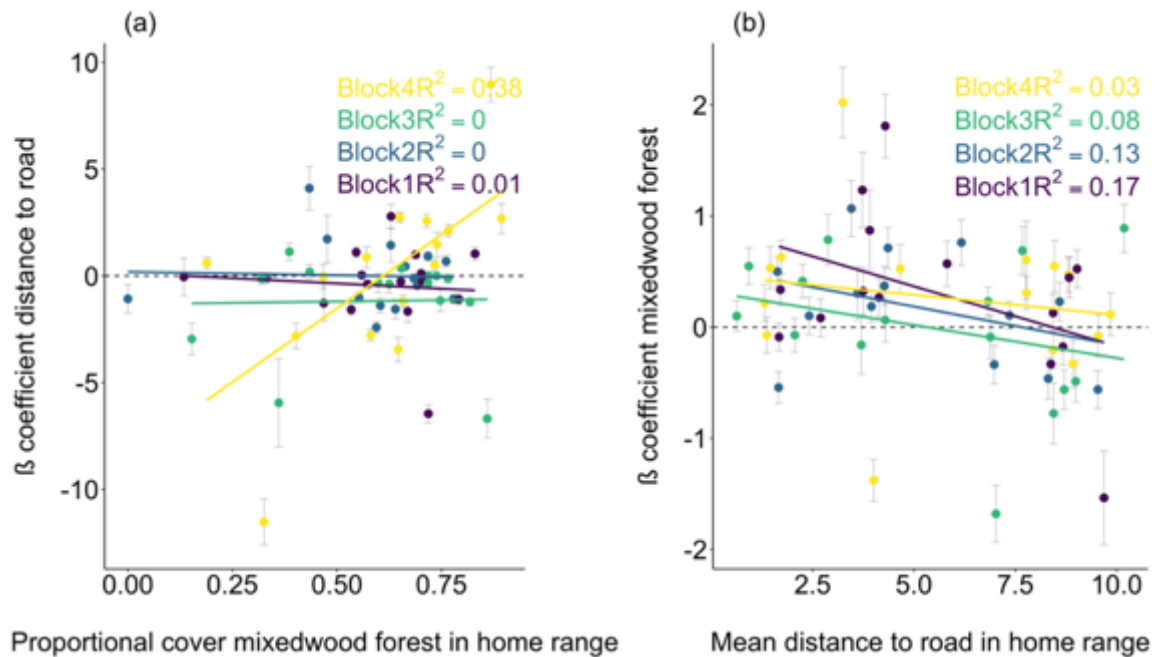 (a)
10
5
0
-5
-10
ß coefficient distance to road
Block4R² = 0.38
Block3R² = 0
Block2R² = 0
Block1R² = 0.01
0.00 0.25 0.50 0.75
Proportional cover mixedwood forest in home range
(b)
2
1
0
-1
-2
ß coefficient mixedwood forest
Block4R² = 0.03
Block3R² = 0.08
Block2R² = 0.13
Block1R² = 0.17
2.5 5.0 7.5 10.0
Mean distance to road in home range